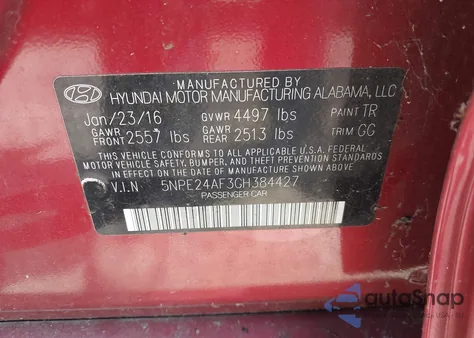 MANUFACTURED BY
HYUNDAI MOTOR MANUFACTURING ALABAMA, LLC
Jan/23/16 GVWR 4497 lbs PAINT TR
GAWR FRONT 2557 lbs GAWR REAR 2513 lbs TRIM GG
THIS VEHICLE CONFORMS TO ALL APPLICABLE FEDERAL
MOTOR VEHICLE SAFETY, BUMPER, AND THEFT PREVENTION
STANDARDS IN EFFECT ON THE DATE OF MANUFACTURE SHOWN ABOVE
V.I.N 5NPE24AF3GH384427
PASSENGER CAR
autoSnap